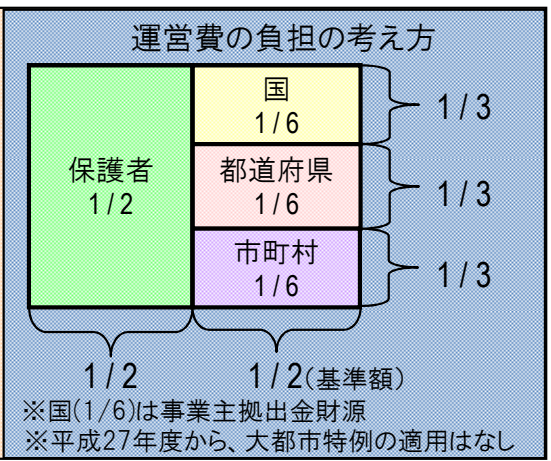 運営費の負担の考え方
保護者
1/2
国
1/6
都道府県
1/6
市町村
1/6
1/3
1/3
1/3
1/2
1/2(基準額)
※国(1/6)は事業主拠出金財源
※平成27年度から、大都市特例の適用はなし